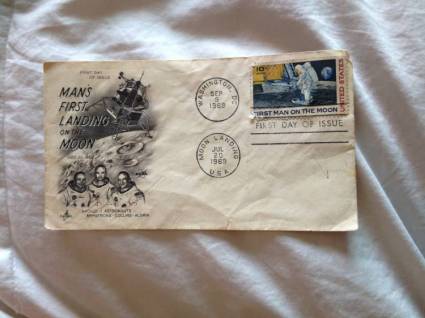 FIRST DAY
OF ISSUE
MAN'S
FIRST
LANDING
ON THE
MOON
APOLLO 11 ASTRONAUTS
ARMSTRONG - COLLINS - ALDRIN
WASHINGTON, DC
SEP
9
1969
MOON LANDING
JUL
20
1969
U.S.A.
10¢
UNITED STATES
FIRST MAN ON THE MOON
FIRST DAY OF ISSUE